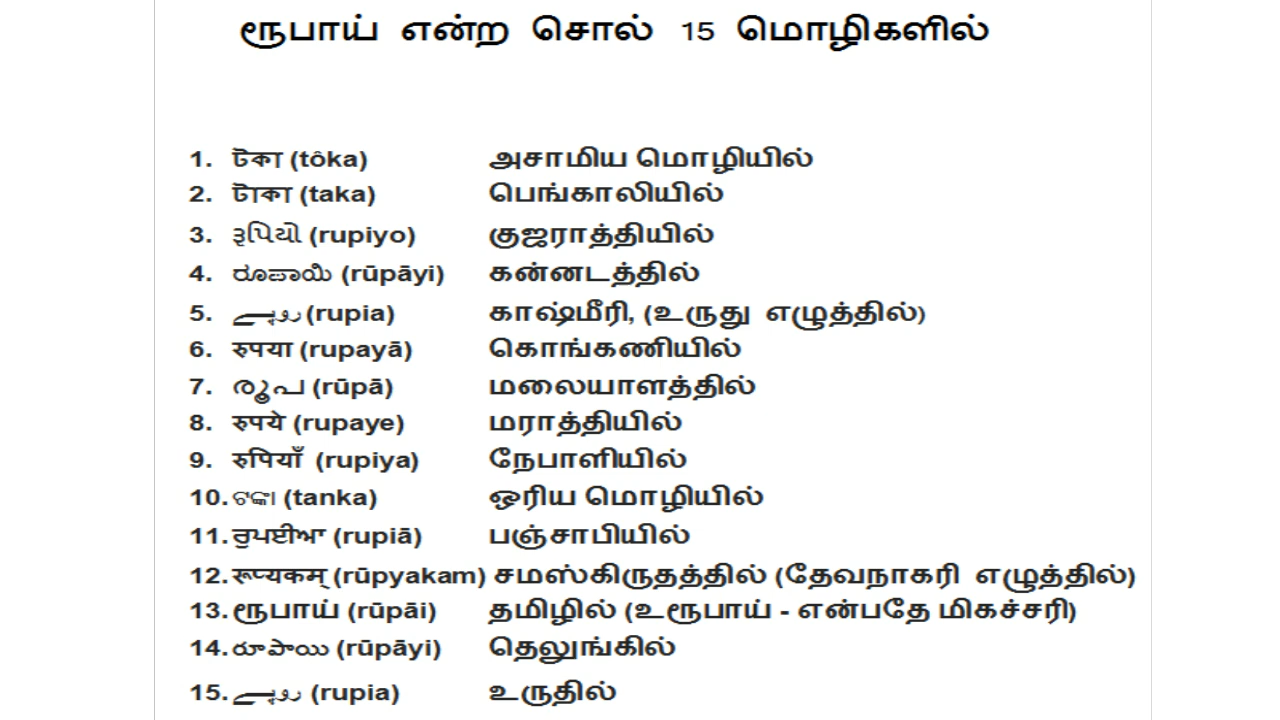 ரூபாய் என்ற சொல் 15 மொழிகளில்
1. টকা (tôka) அசாமிய மொழியில்
2. টাকা (taka) பெங்காலியில்
3. રૂપિયો (rupiyo) குஜராத்தியில்
4. ರೂಪಾಯಿ (rūpāyi) கன்னடத்தில்
5. روپے (rupia) காஷ்மீரி, (உருது எழுத்தில்)
6. रुपया (rupayā) கொங்கணியில்
7. രൂപ (rūpā) மலையாளத்தில்
8. रुपये (rupaye) மராத்தியில்
9. रुपियाँ (rupiya) நேபாளியில்
10. ଟଙ୍କା (tanka) ஒரிய மொழியில்
11. ਰੁਪਈਆ (rupiā) பஞ்சாபியில்
12. रूप्यकम् (rūpyakam) சமஸ்கிருதத்தில் (தேவநாகரி எழுத்தில்)
13. ரூபாய் (rūpāi) தமிழில் (உரூபாய் - என்பதே மிகச்சரி)
14. రూపాయి (rūpāyi) தெலுங்கில்
15. روپے (rupia) உருதில்